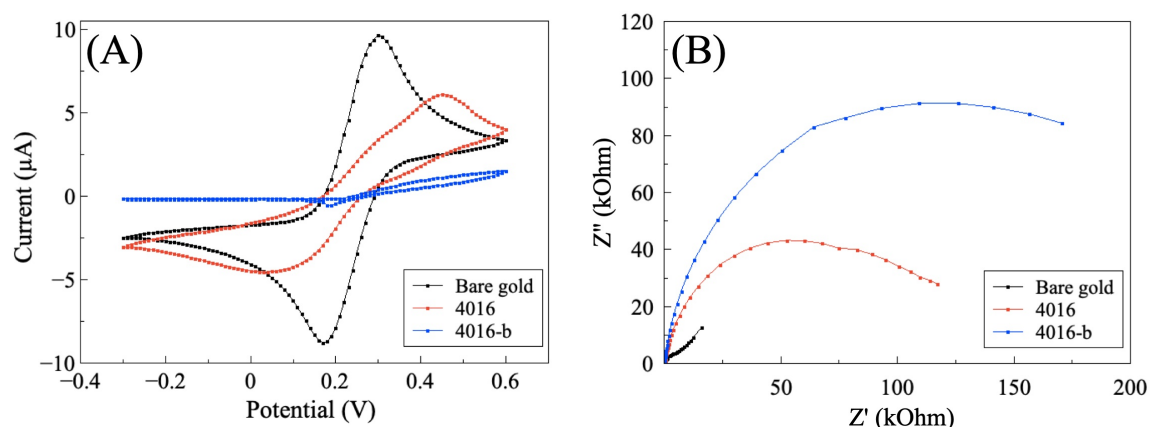 (A)
10
5
0
−5
−10
Current (µA)
−0.4
−0.2
0
0.2
0.4
0.6
Potential (V)
Bare gold
4016
4016-b
(B)
120
100
80
60
40
20
0
Z" (kOhm)
50
100
150
200
Z' (kOhm)
Bare gold
4016
4016-b